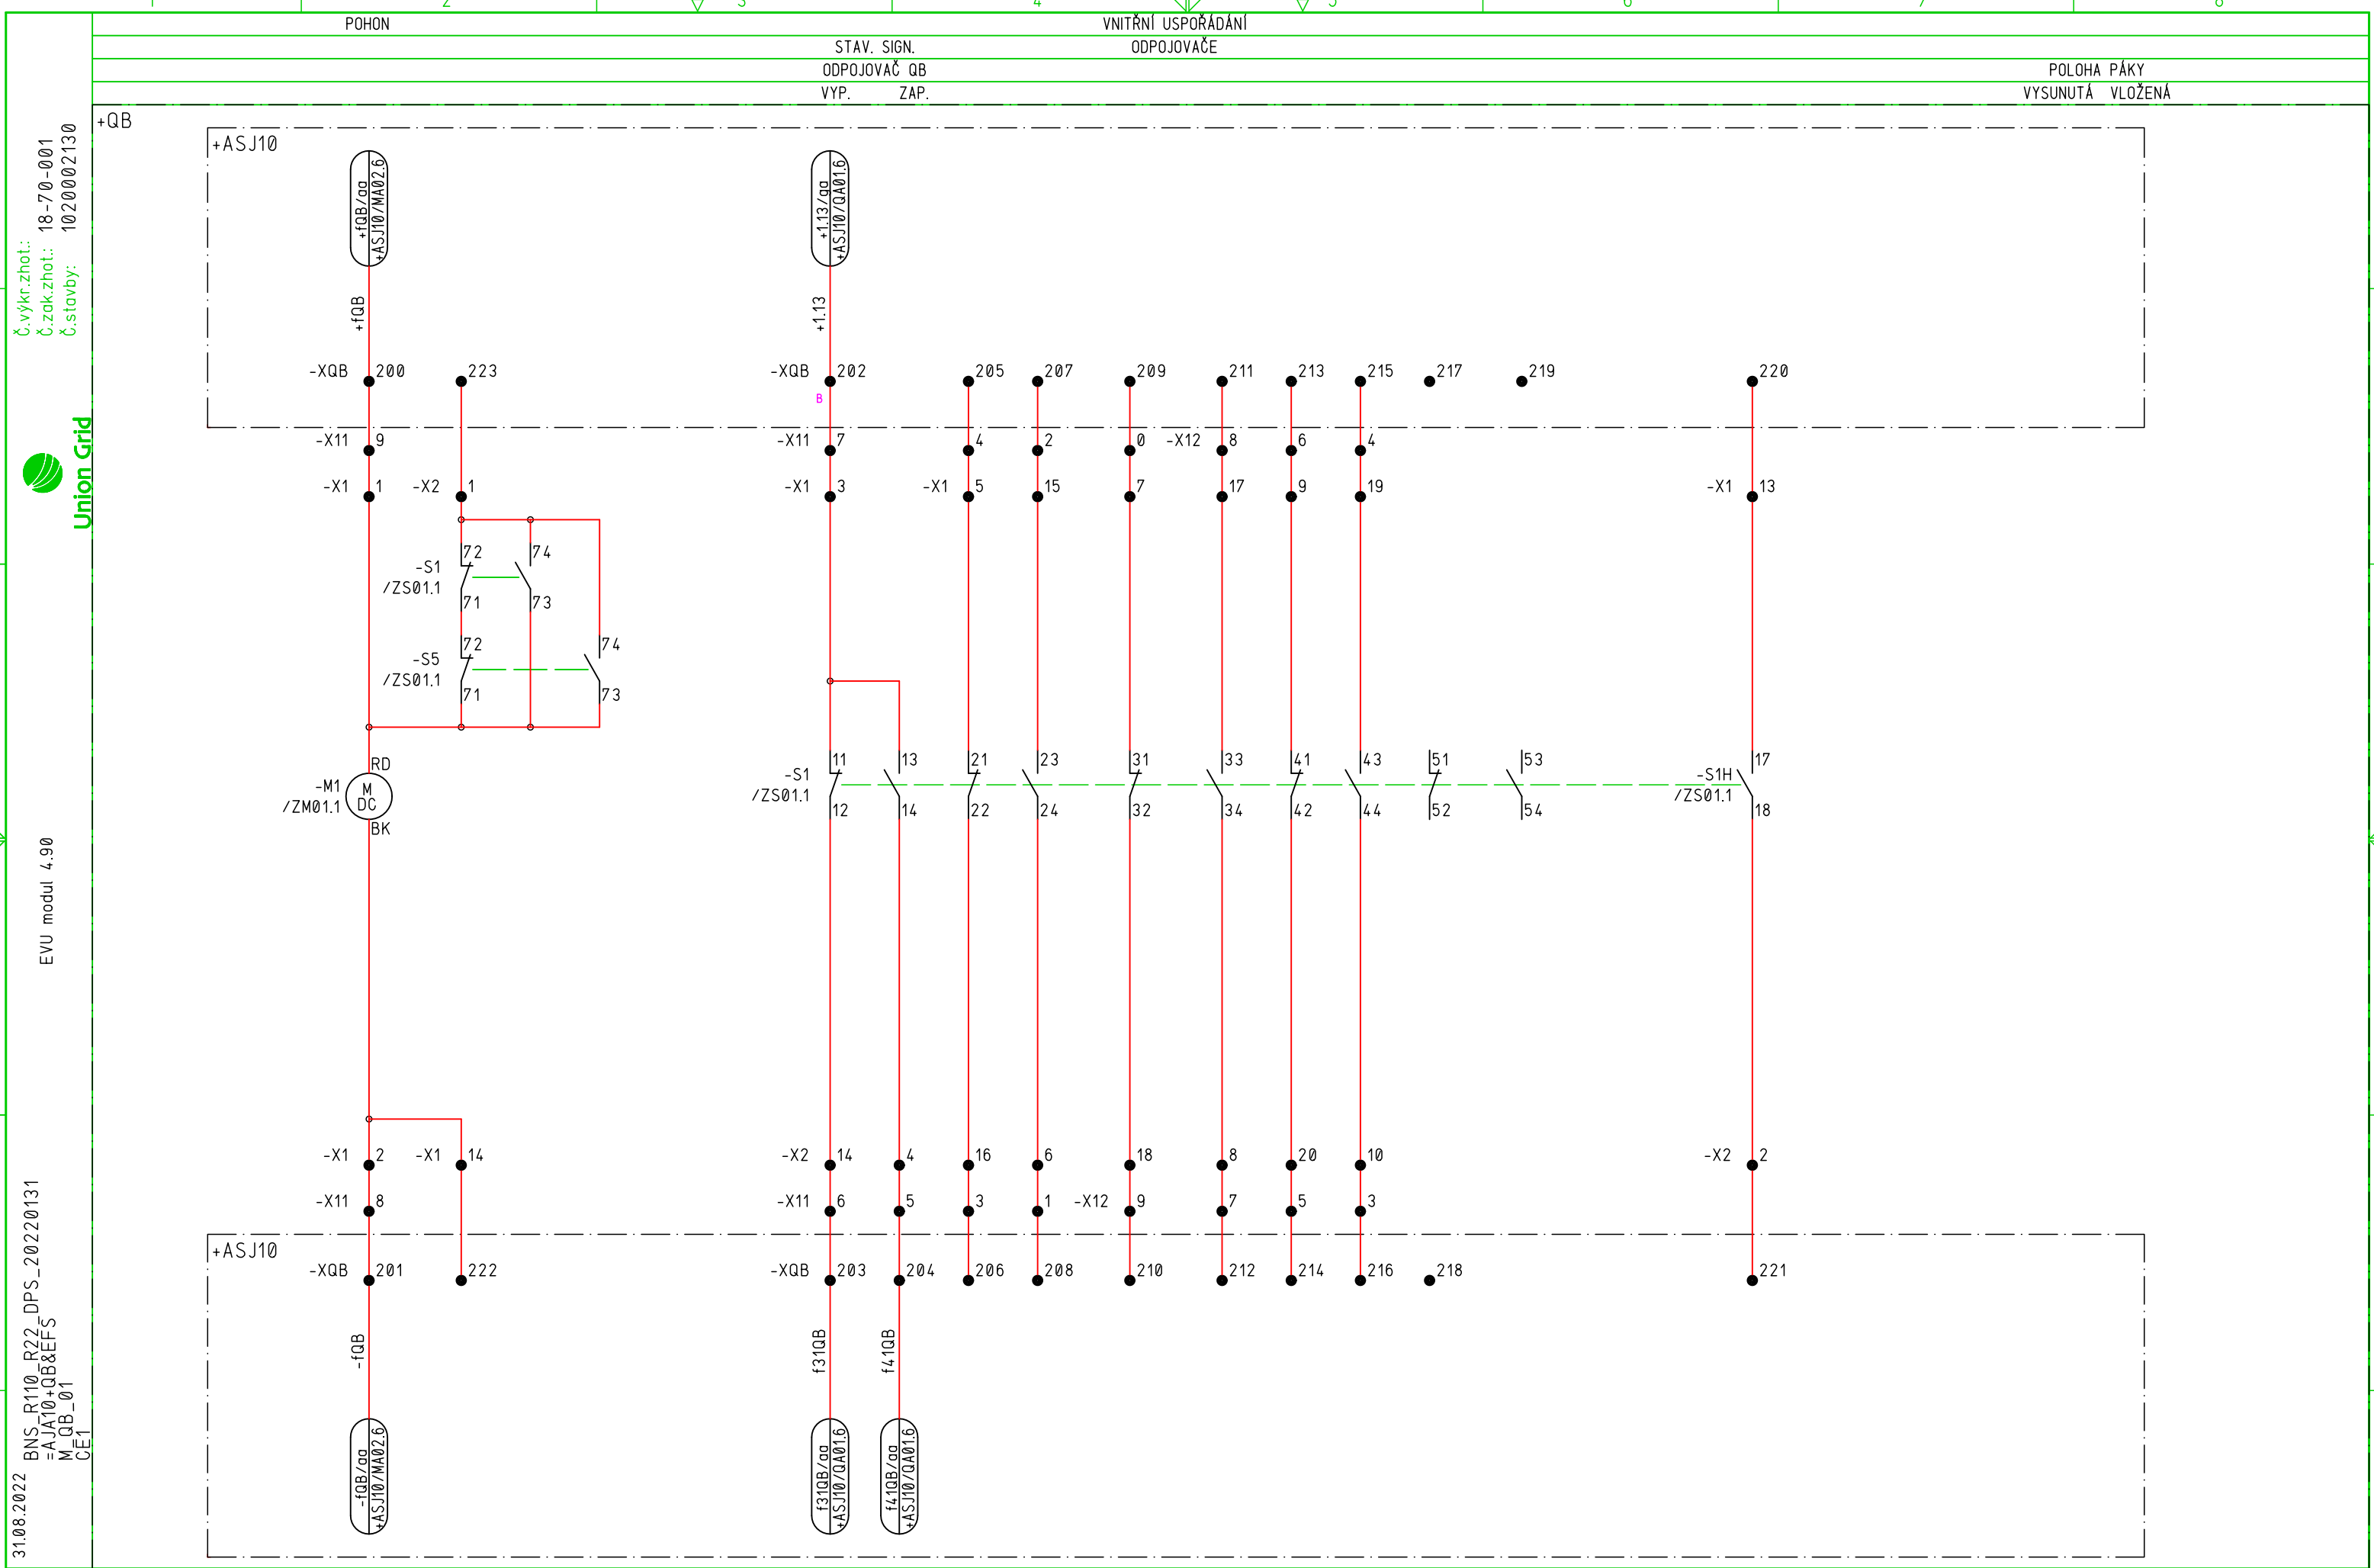 1 2 3 4 5 6 7 8
POHON VNITŘNÍ USPOŘÁDÁNÍ
STAV. SIGN. ODPOJOVAČE
ODPOJOVAČ QB POLOHA PÁKY
VYP. ZAP. VYSUNUTÁ VLOŽENÁ
Č.výkr.zhot.:
Č.zak.zhot.: 18-70-001
Č.stavby: 1020002130
Union Grid
EVU modul 4.90
BNS_R110_R22_DPS_20220131
=AJA10+QB&EFS
M_QB_01
CE1
31.08.2022
+QB
+ASJ10
+fQB/aa
+ASJ10/MA02.6
+1.13/aa
+ASJ10/QA01.6
+fQB
+1.13
-XQB 200 223 -XQB 202 205 207 209 211 213 215 217 219 220
B
-X11 9 -X11 7 4 2 0 -X12 8 6 4
-X1 1 -X2 1 -X1 3 -X1 5 15 7 17 9 19 -X1 13
72 74
-S1
/ZS01.1
71 73
72 74
-S5
/ZS01.1
71 73
RD
-M1
/ZM01.1
M
DC
BK
11 13 21 23 31 33 41 43 51 53 17
-S1
/ZS01.1
-S1H
/ZS01.1
12 14 22 24 32 34 42 44 52 54 18
-X1 2 -X1 14 -X2 14 4 16 6 18 8 20 10 -X2 2
-X11 8 -X11 6 5 3 1 -X12 9 7 5 3
+ASJ10
-XQB 201 222 -XQB 203 204 206 208 210 212 214 216 218 221
-fQB
f31QB
f41QB
-fQB/aa
+ASJ10/MA02.6
f31QB/aa
+ASJ10/QA01.6
f41QB/aa
+ASJ10/QA01.6